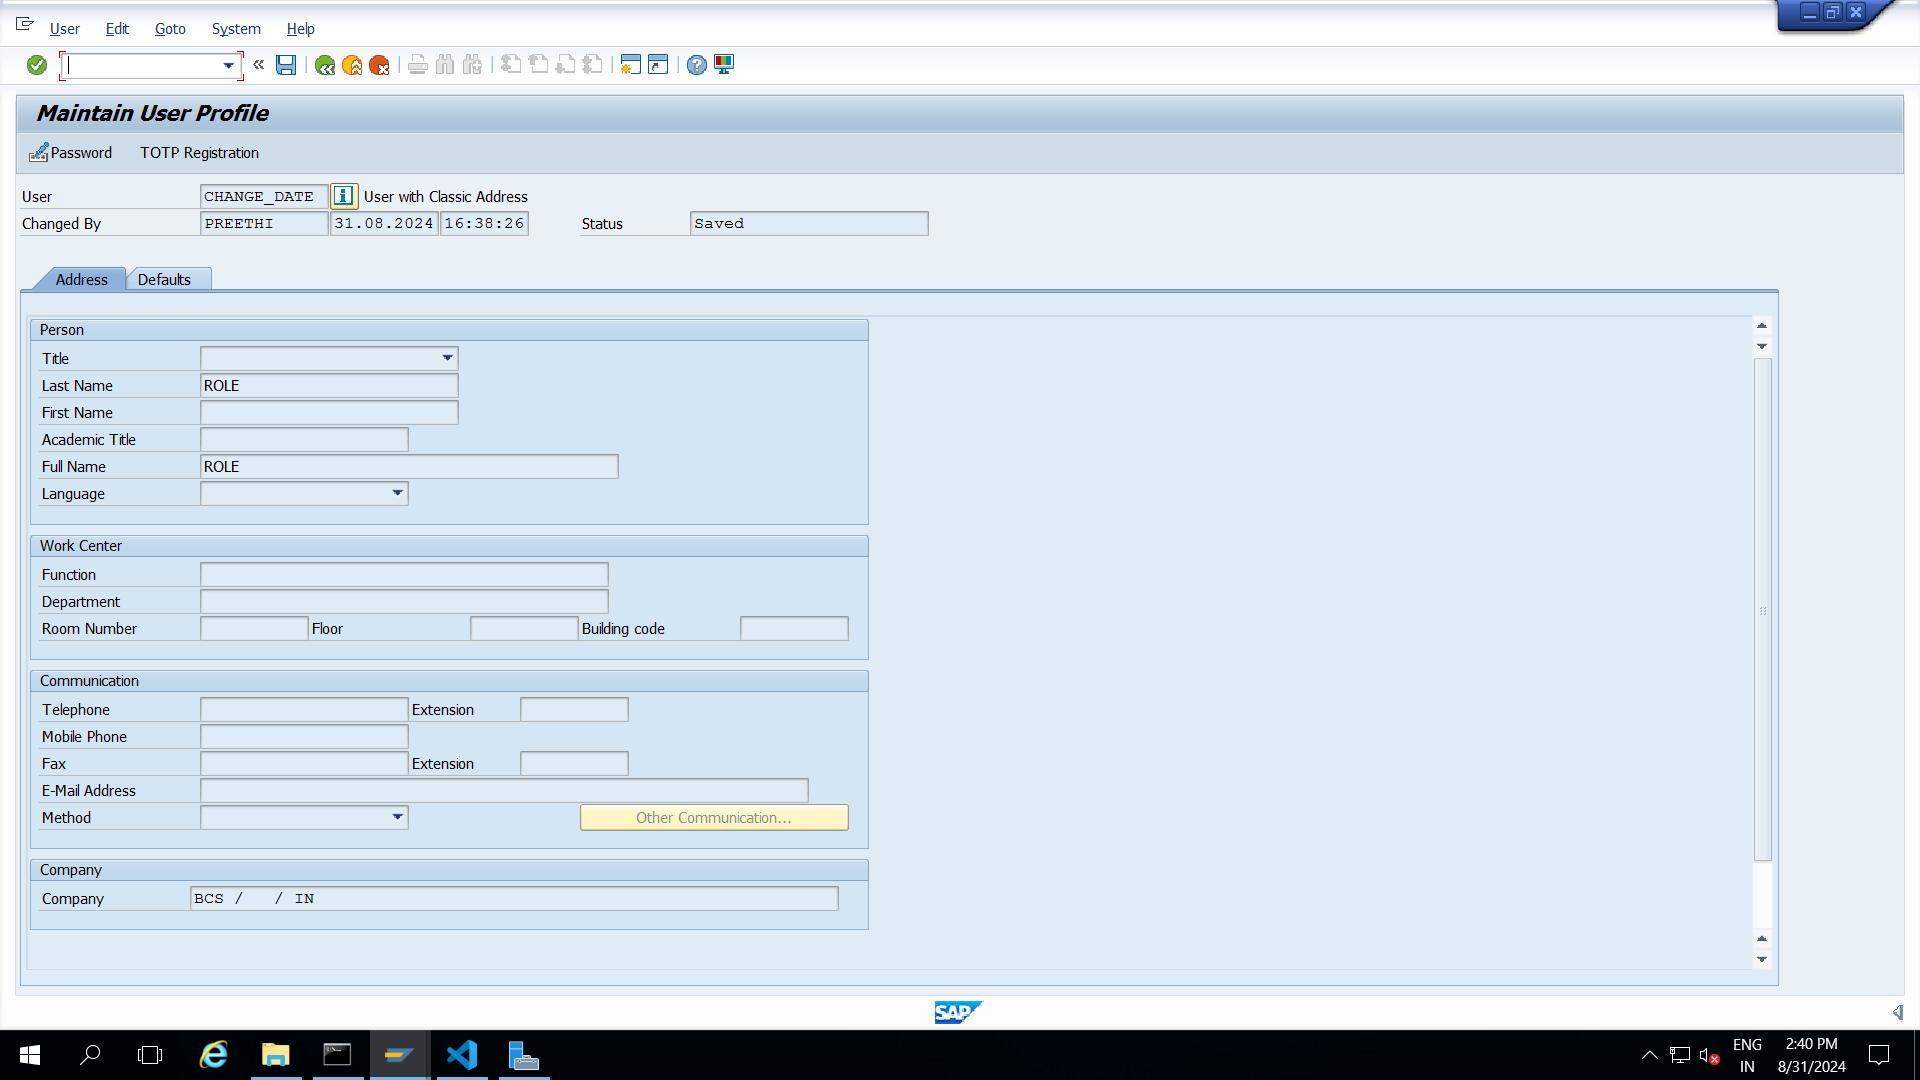 User Edit Goto System Help
Maintain User Profile
Password TOTP Registration
User CHANGE_DATE User with Classic Address
Changed By PREETHI 31.08.2024 16:38:26 Status Saved
Address Defaults
Person
Title
Last Name ROLE
First Name
Academic Title
Full Name ROLE
Language
Work Center
Function
Department
Room Number Floor Building code
Communication
Telephone Extension
Mobile Phone
Fax Extension
E-Mail Address
Method Other Communication...
Company
Company BCS / / IN
SAP
ENG 2:40 PM
IN 8/31/2024